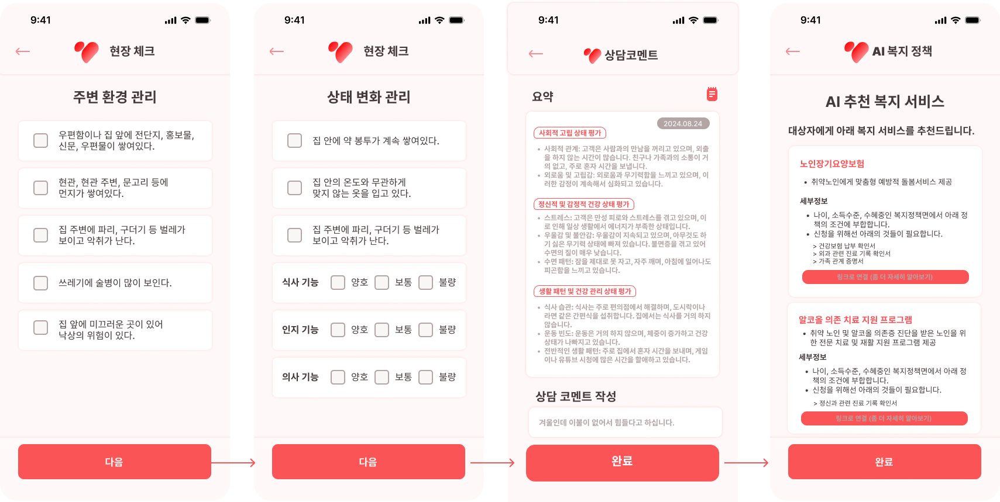 9:41
현장 체크
주변 환경 관리
우편함이나 집 앞에 전단지, 홍보물,
신문, 우편물이 쌓여있다.
현관, 현관 주변, 문고리 등에
먼지가 쌓여있다.
집 주변에 파리, 구더기 등 벌레가
보이고 악취가 난다.
쓰레기에 술병이 많이 보인다.
집 앞에 미끄러운 곳이 있어
낙상의 위험이 있다.
다음
9:41
현장 체크
상태 변화 관리
집 안에 약 봉투가 계속 쌓여있다.
집 안의 온도와 무관하게
맞지 않는 옷을 입고 있다.
집 주변에 파리, 구더기 등 벌레가
보이고 악취가 난다.
식사 기능 양호 보통 불량
인지 기능 양호 보통 불량
의사 기능 양호 보통 불량
다음
9:41
상담코멘트
요약
2024.08.24
사회적 고립 상태 평가
• 사회적 관계: 고객은 사람과의 만남을 꺼리고 있으며, 외출
을 하지 않는 시간이 많습니다. 친구나 가족과의 소통이 거
의 없고, 주로 혼자 시간을 보냅니다.
• 외로움 및 고립감: 외로움과 무기력함을 느끼고 있으며, 이
러한 감정이 계속해서 심화되고 있습니다.
정신적 및 감정적 건강 상태 평가
• 스트레스: 고객은 만성 피로와 스트레스를 겪고 있으며, 이
로 인해 일상 생활에서 에너지가 부족한 상태입니다.
• 우울감 및 불안감: 우울감이 지속되고 있으며, 아무것도 하
기 싫은 무기력 상태에 빠져 있습니다. 불면증을 겪고 있어
수면의 질이 매우 낮습니다.
• 수면 패턴: 잠을 제대로 못 자고, 자주 깨며, 아침에 일어나도
피곤함을 느끼고 있습니다.
생활 패턴 및 건강 관리 상태 평가
• 식사 습관: 식사는 주로 편의점에서 해결하며, 도시락이나
라면 같은 간편식을 섭취합니다. 집에서는 식사를 거의 하지
않습니다.
• 운동 빈도: 운동은 거의 하지 않으며, 체중이 증가하고 건강
상태가 나빠지고 있습니다.
• 전반적인 생활 패턴: 주로 집에서 혼자 시간을 보내며, 게임
이나 유튜브 시청에 많은 시간을 할애하고 있습니다.
상담 코멘트 작성
겨울인데 이불이 없어서 힘들다고 하십니다.
완료
9:41
AI 복지 정책
AI 추천 복지 서비스
대상자에게 아래 복지 서비스를 추천드립니다.
노인장기요양보험
• 취약노인에게 맞춤형 예방적 돌봄서비스 제공
세부정보
• 나이, 소득수준, 수혜중인 복지정책면에서 아래 정
책의 조건에 부합합니다.
• 신청을 위해선 아래의 것들이 필요합니다.
> 건강보험 납부 확인서
> 외과 관련 진료 기록 확인서
> 가족 관계 증명서
링크로 연결 (좀 더 자세히 알아보기)
알코올 의존 치료 지원 프로그램
• 취약 노인 및 알코올 의존증 진단을 받은 노인을 위
한 전문 치료 및 재활 지원 프로그램 제공
세부정보
• 나이, 소득수준, 수혜중인 복지정책면에서 아래 정
책의 조건에 부합합니다.
• 신청을 위해선 아래의 것들이 필요합니다.
> 정신과 관련 진료 기록 확인서
링크로 연결 (좀 더 자세히 알아보기)
완료